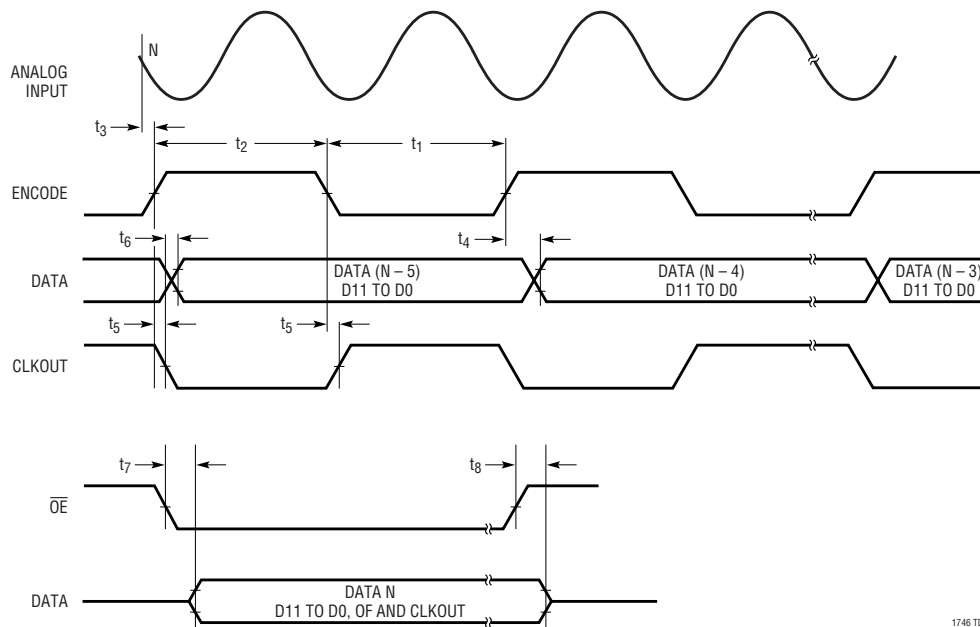 N
ANALOG
INPUT
t3
t2
t1
ENCODE
t6
t4
DATA
DATA (N – 5)
D11 TO D0
DATA (N – 4)
D11 TO D0
DATA (N – 3)
D11 TO D0
t5
t5
CLKOUT
t7
t8
OE
DATA
DATA N
D11 TO D0, OF AND CLKOUT